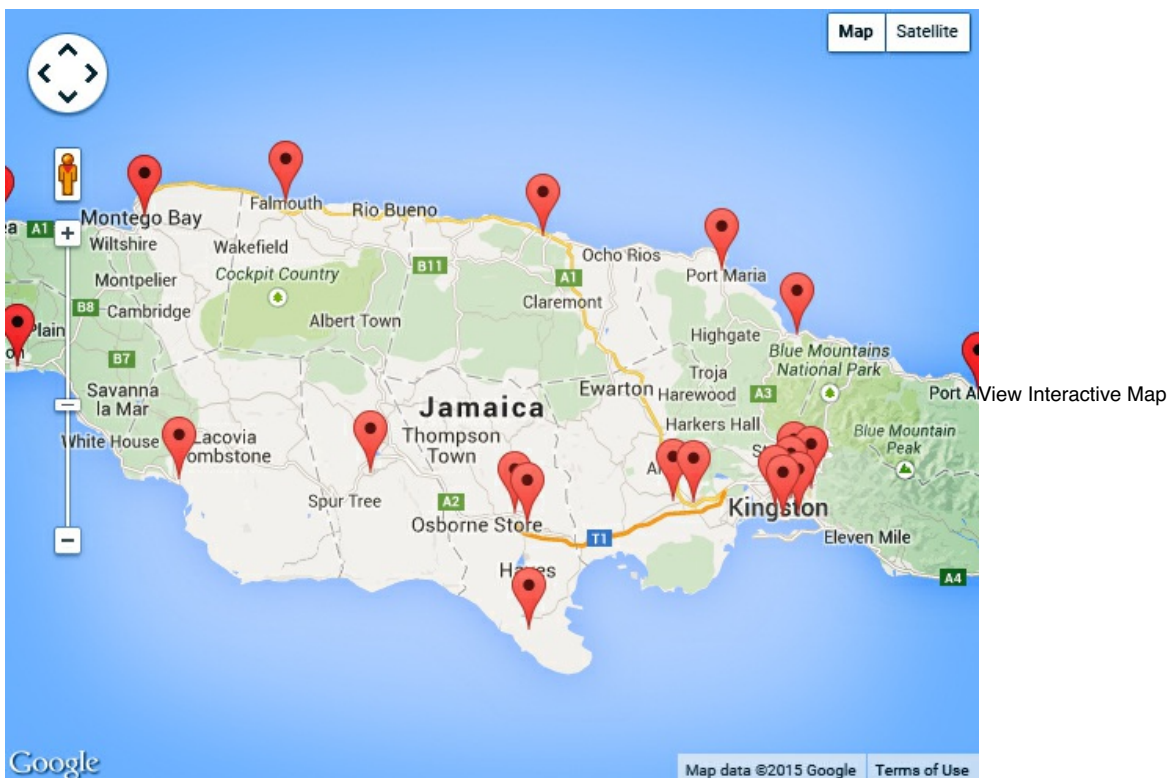 Map Satellite
Falmouth
Rio Bueno
Montego Bay
A1
+
Wiltshire
Wakefield
Ocho Rios
B11
Cockpit Country
A1
Port Maria
Montpelier
Claremont
B8
Cambridge
Albert Town
Plain
Highgate
Blue Mountains
National Park
B7
Troja
Savanna
la Mar
Ewarton
Harewood
A3
Port A
View Interactive Map
Jamaica
Harkers Hall
White House
Lacovia
Tombstone
Thompson
Town
Blue Mountain
Peak
Spur Tree
A2
Osborne Store
Kingston
T1
Eleven Mile
Hayes
A4
Google
Map data ©2015 Google
Terms of Use